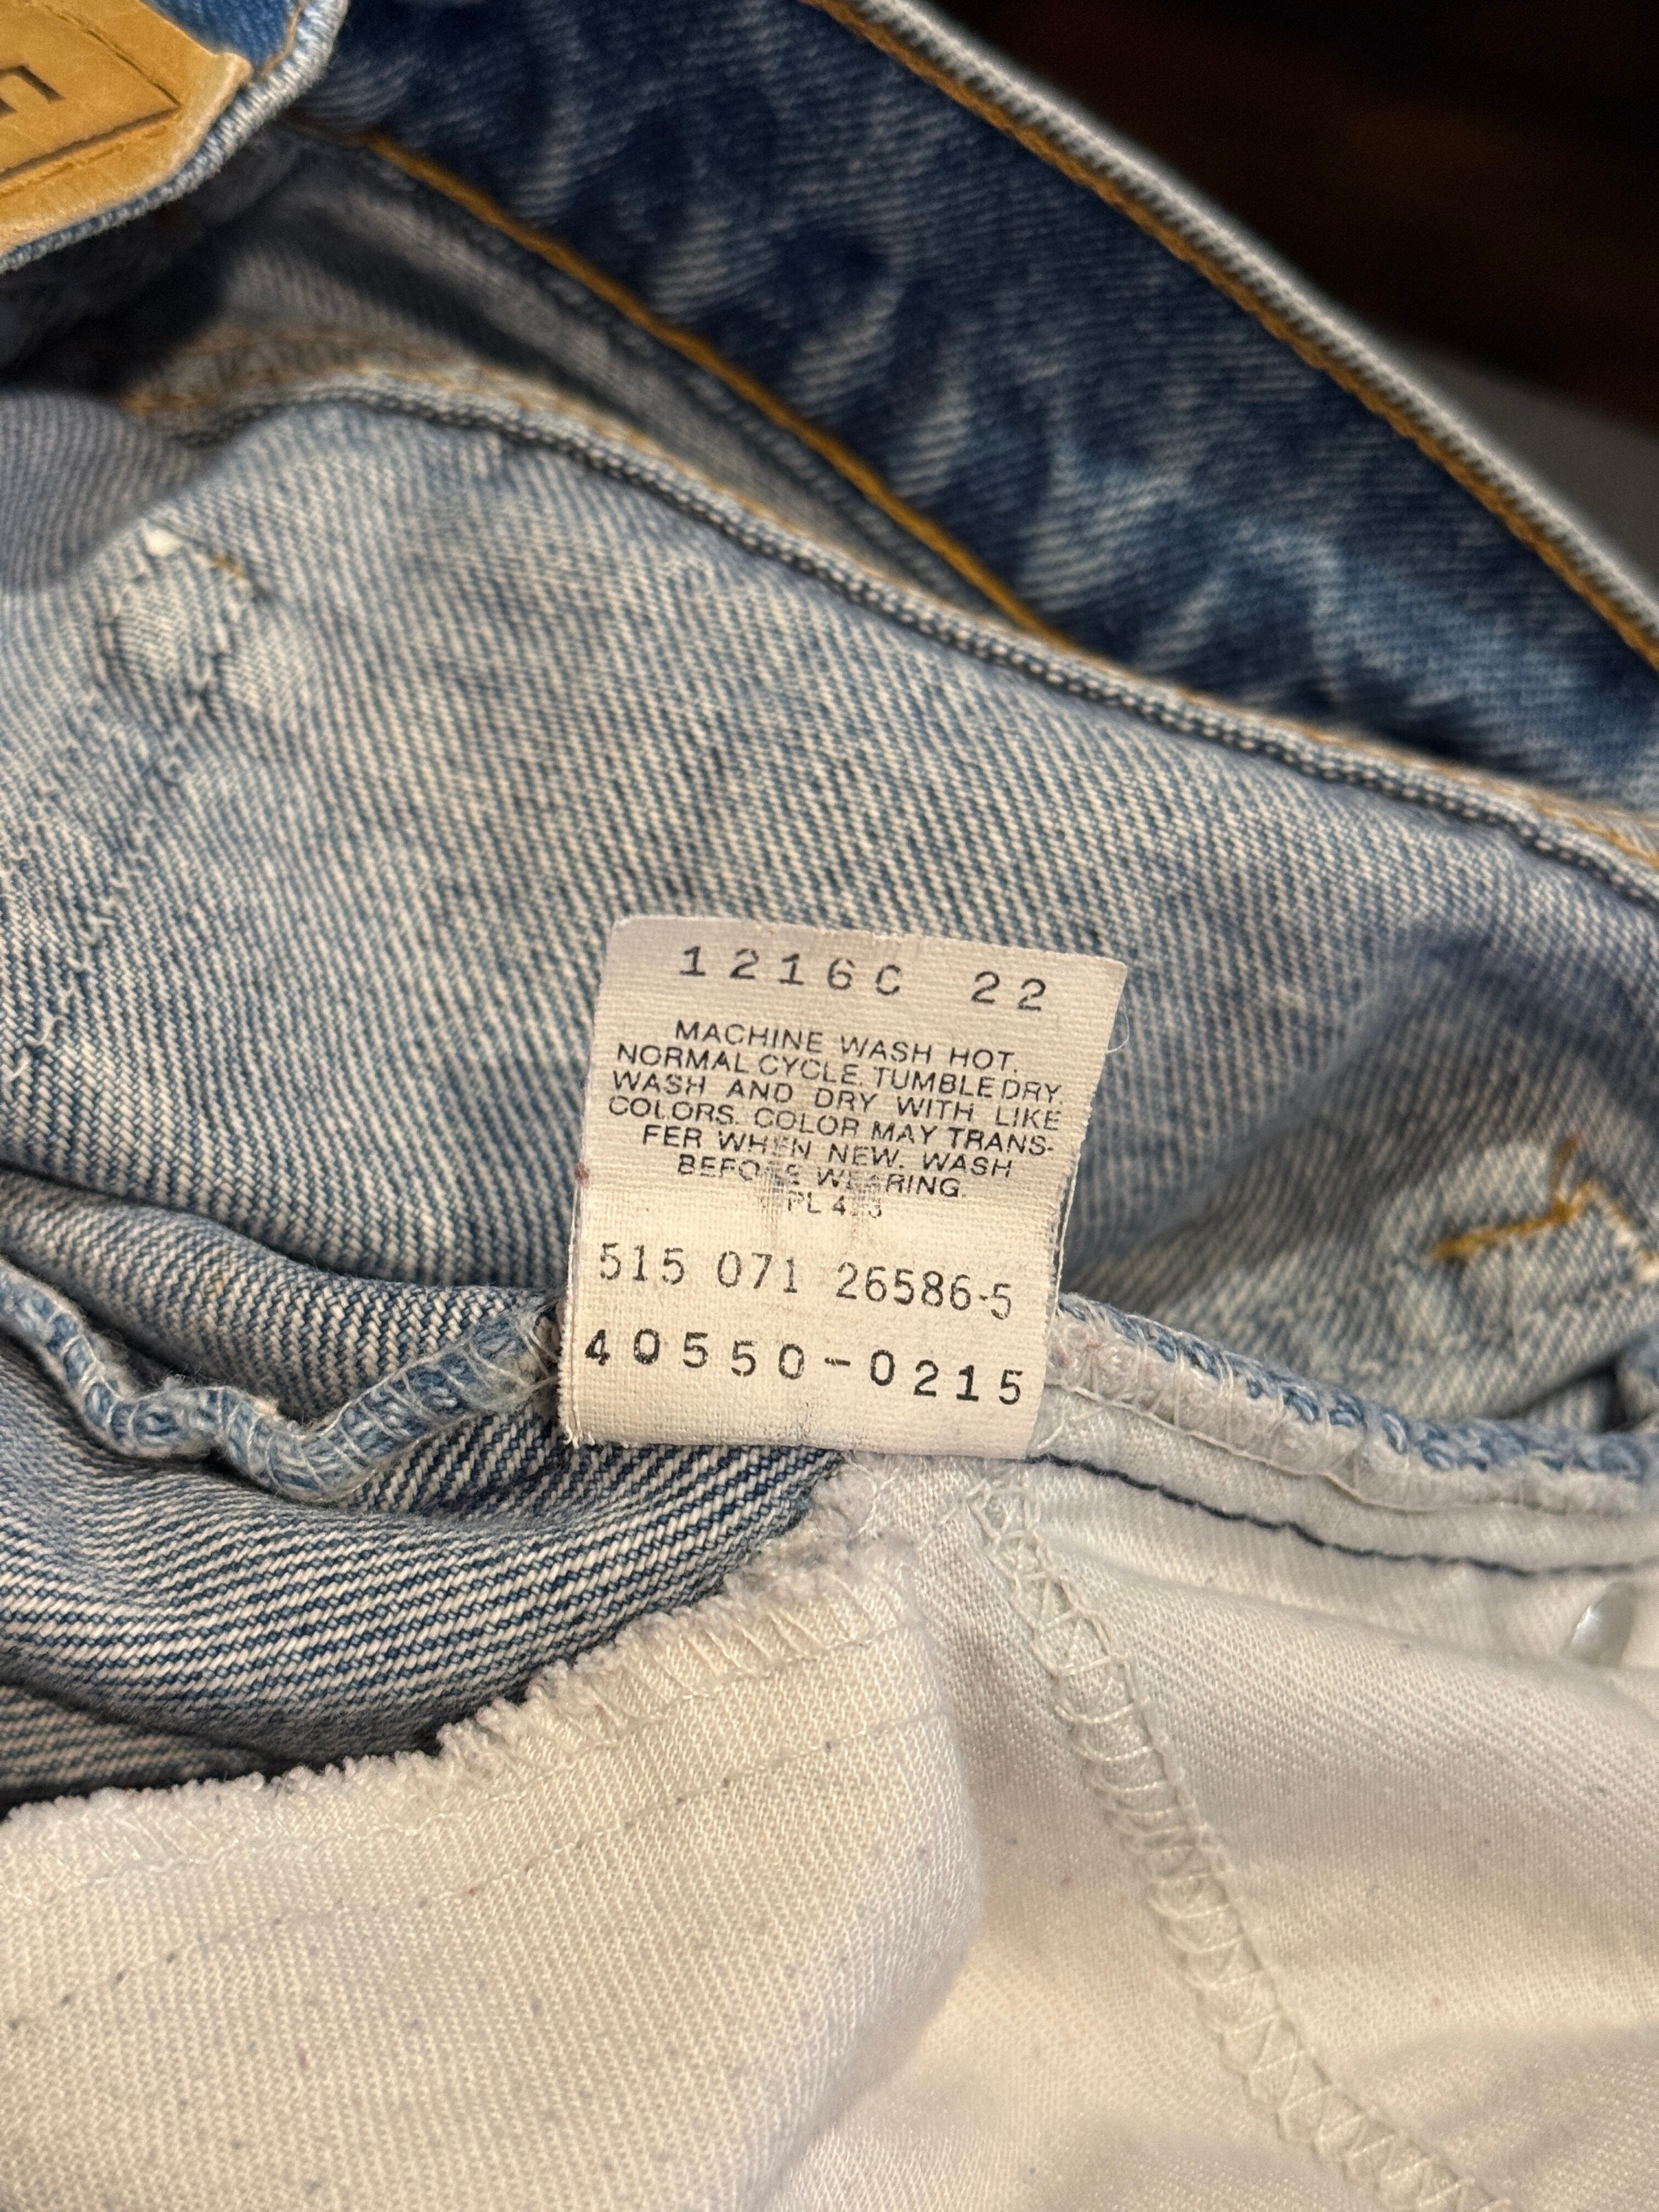 1216C 22
MACHINE WASH HOT.
NORMAL CYCLE. TUMBLE DRY.
WASH AND DRY WITH LIKE
COLORS. COLOR MAY TRANS-
FER WHEN NEW. WASH
BEFORE WEARING.
PL
515 071 26586-5
40550-0215